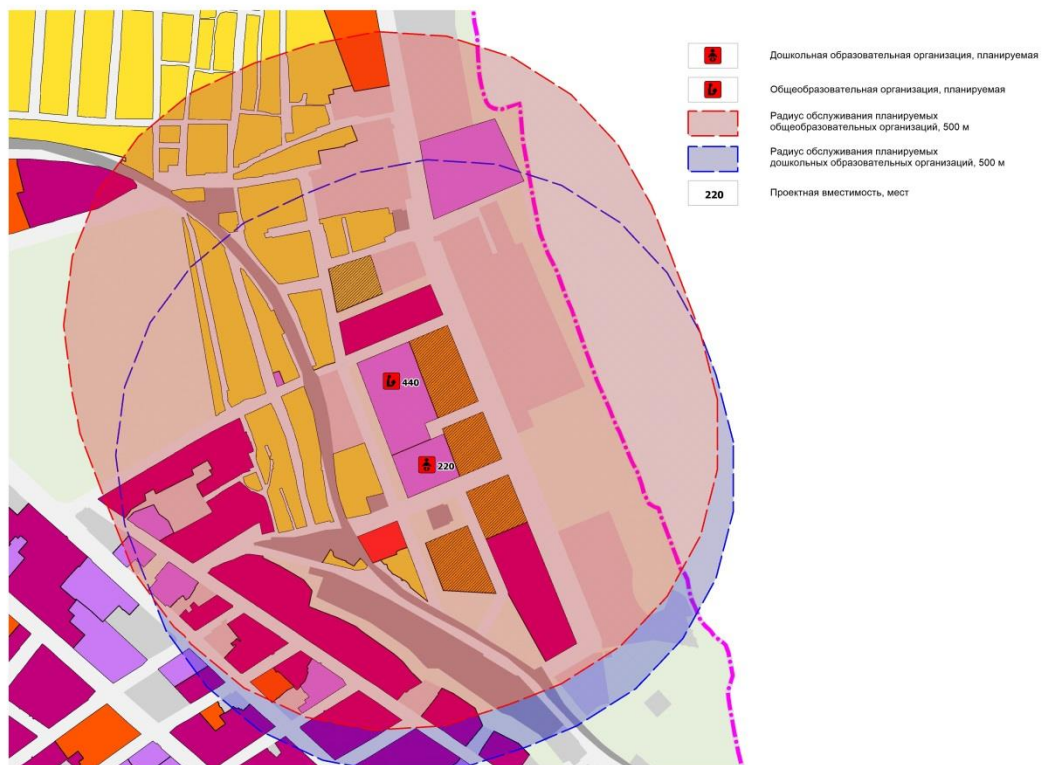 Дошкольная образовательная организация, планируемая
Общеобразовательная организация, планируемая
Радиус обслуживания планируемых
общеобразовательных организаций, 500 м
Радиус обслуживания планируемых
дошкольных образовательных организаций, 500 м
220
Проектная вместимость, мест
440
220